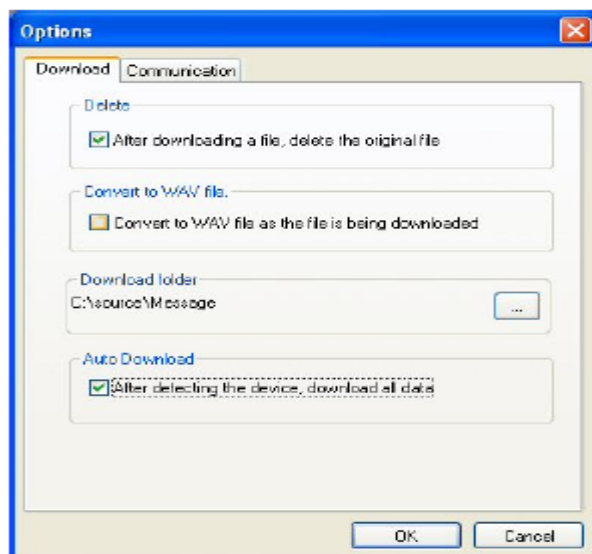 Options
Download Communication
Delete
After downloading a file, delete the original file
Convert to WAV file.
Convert to WAV file as the file is being downloaded
Download folder
C:\source\Message
...
Auto Download
After detecting the device, download all data
OK Cancel